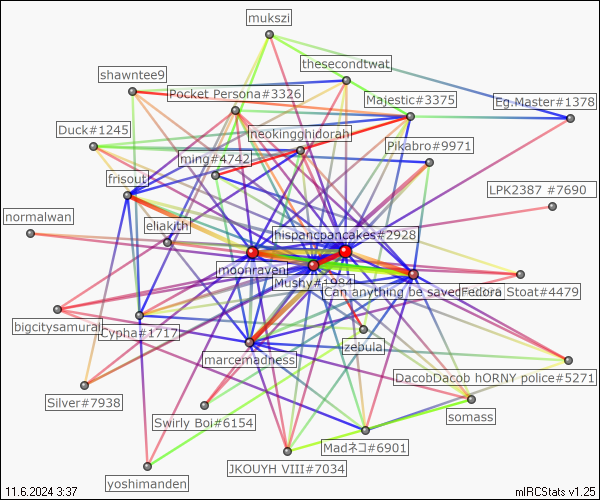 mukszi
thesecondtwat
shawntee9
Pocket Persona#3326
Majestic#3375
Eg.Master#1378
Duck#1245
neokingghidorah
Pikabro#9971
ming#4742
frisout
LPK2387 #7690
normalwan
eliakith
hispancpancakes#2928
moonraven
Mushy#1984
Can anything be saved
Fedora Stoat#4479
bigcitysamurai
Cypha#1717
zebula
marcemadness
DacobDacob hORNY police#5271
Silver#7938
Swirly Boi#6154
somass
Madネコ#6901
JKOUYH VIII#7034
yoshimanden
11.6.2024 3:37
mIRCStats v1.25